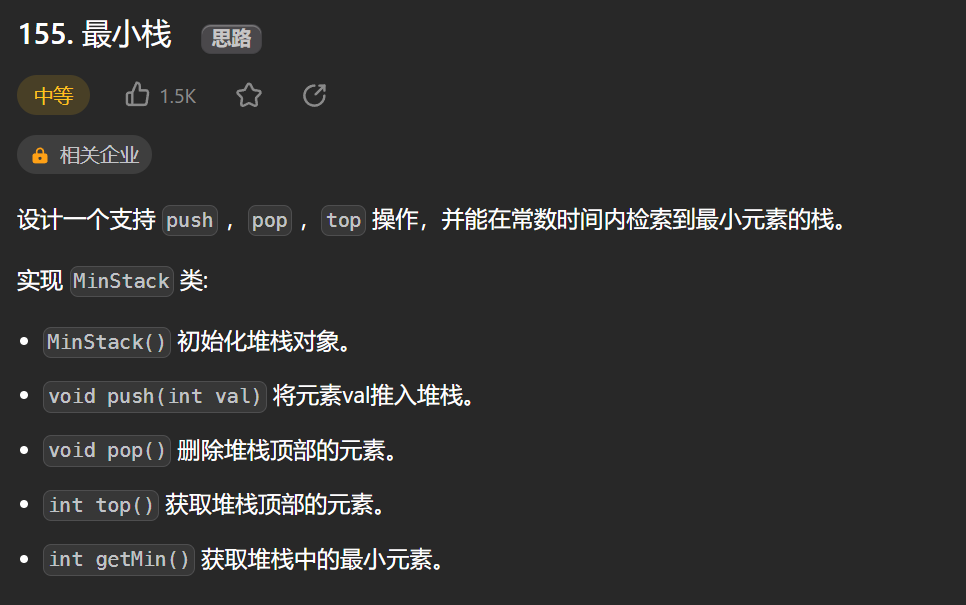 155. 最小栈 思路
中等 1.5K
相关企业
设计一个支持 push ，pop ，top 操作，并能在常数时间内检索到最小元素的栈。
实现 MinStack 类:
• MinStack() 初始化堆栈对象。
• void push(int val) 将元素val推入堆栈。
• void pop() 删除堆栈顶部的元素。
• int top() 获取堆栈顶部的元素。
• int getMin() 获取堆栈中的最小元素。